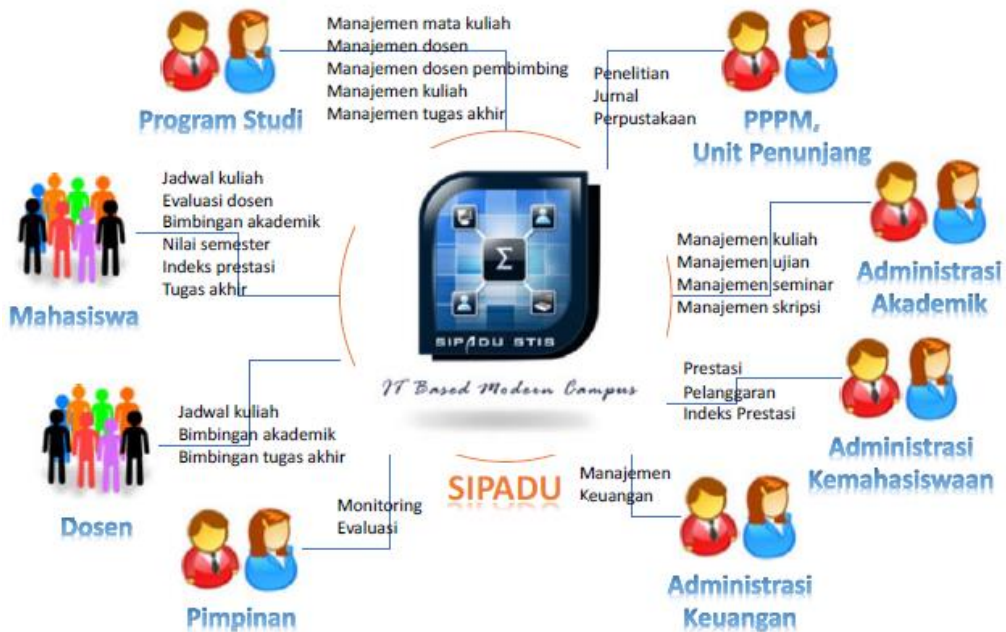 Manajemen mata kuliah
Manajemen dosen
Manajemen dosen pembimbing
Manajemen kuliah
Manajemen tugas akhir
Program Studi
Penelitian
Jurnal
Perpustakaan
PPPM,
Unit Penunjang
Jadwal kuliah
Evaluasi dosen
Bimbingan akademik
Nilai semester
Indeks prestasi
Tugas akhir
Mahasiswa
Σ
SIPADU STIS
IT Based Modern Campus
Manajemen kuliah
Manajemen ujian
Manajemen seminar
Manajemen skripsi
Administrasi
Akademik
Prestasi
Pelanggaran
Indeks Prestasi
Administrasi
Kemahasiswaan
Jadwal kuliah
Bimbingan akademik
Bimbingan tugas akhir
Dosen
SIPADU
Monitoring
Evaluasi
Pimpinan
Manajemen
Keuangan
Administrasi
Keuangan